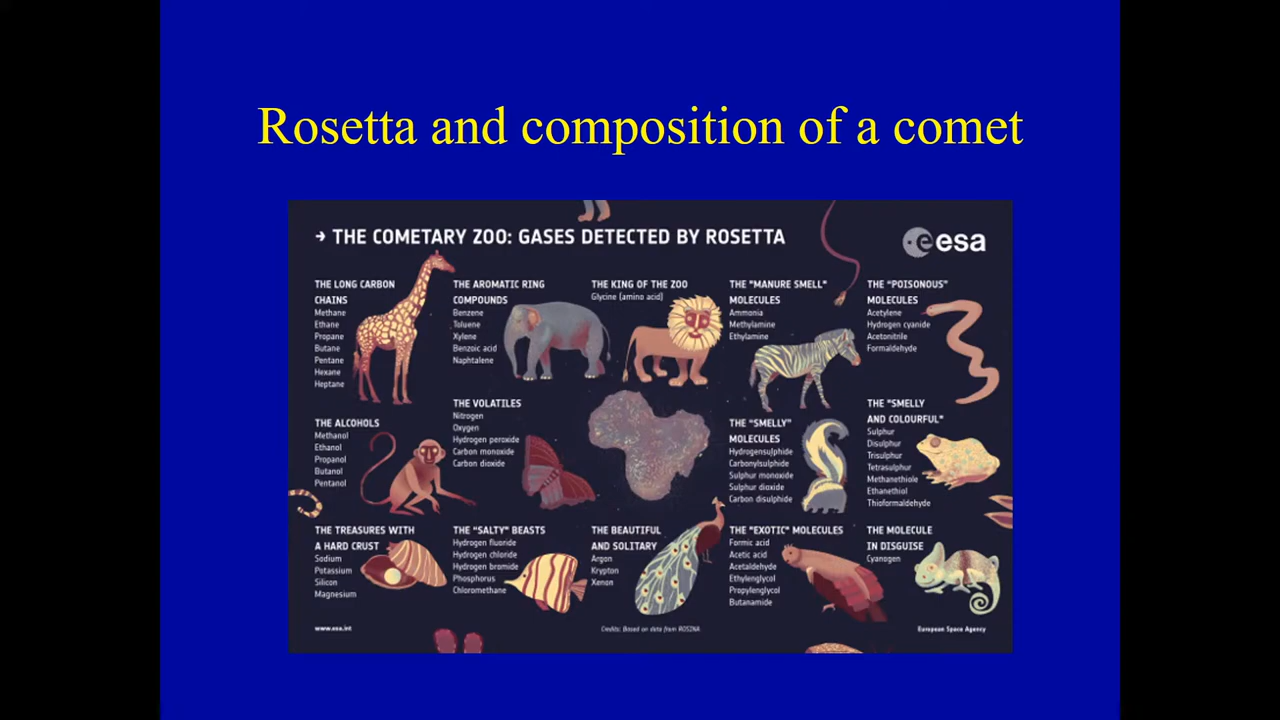 Rosetta and composition of a comet
→ THE COMETARY ZOO: GASES DETECTED BY ROSETTA
esa
THE LONG CARBON
CHAINS
Methane
Ethane
Propane
Butane
Pentane
Hexane
Heptane
THE AROMATIC RING
COMPOUNDS
Benzene
Toluene
Xylene
Benzoic acid
Naphtalene
THE KING OF THE ZOO
Glycine (amino acid)
THE "MANURE SMELL"
MOLECULES
Ammonia
Methylamine
Ethylamine
THE "POISONOUS"
MOLECULES
Acetylene
Hydrogen cyanide
Acetonitrile
Formaldehyde
THE ALCOHOLS
Methanol
Ethanol
Propanol
Butanol
Pentanol
THE VOLATILES
Nitrogen
Oxygen
Hydrogen peroxide
Carbon monoxide
Carbon dioxide
THE "SMELLY"
MOLECULES
Hydrogensulphide
Carbonylsulphide
Sulphur monoxide
Sulphur dioxide
Carbon disulphide
THE "SMELLY
AND COLOURFUL"
Sulphur
Disulphur
Trisulphur
Tetrasulphur
Methanethiole
Ethanethiol
Thioformaldehyde
THE TREASURES WITH
A HARD CRUST
Sodium
Potassium
Silicon
Magnesium
THE "SALTY" BEASTS
Hydrogen fluoride
Hydrogen chloride
Hydrogen bromide
Phosphorus
Chloromethane
THE BEAUTIFUL
AND SOLITARY
Argon
Krypton
Xenon
THE "EXOTIC" MOLECULES
Formic acid
Acetic acid
Acetaldehyde
Ethylenglycol
Propylenglycol
Butanamide
THE MOLECULE
IN DISGUISE
Cyanogen
www.esa.int
Credits: Based on data from ROSINA
European Space Agency